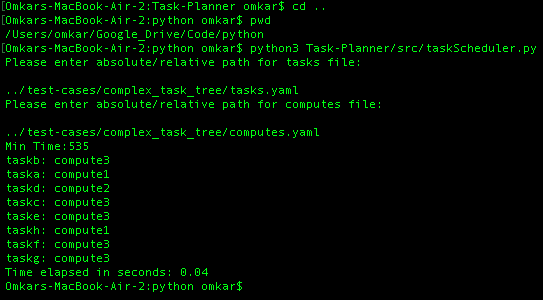 [Omkars-MacBook-Air-2:Task-Planner omkar$ cd ..
[Omkars-MacBook-Air-2:python omkar$ pwd
/Users/omkar/Google_Drive/Code/python
[Omkars-MacBook-Air-2:python omkar$ python3 Task-Planner/src/taskScheduler.py
Please enter absolute/relative path for tasks file:
../test-cases/complex_task_tree/tasks.yaml
Please enter absolute/relative path for computes file:
../test-cases/complex_task_tree/computes.yaml
Min Time:535
taskb: compute3
taska: compute1
taskd: compute2
taskc: compute3
taske: compute3
taskh: compute1
taskf: compute3
taskg: compute3
Time elapsed in seconds: 0.04
Omkars-MacBook-Air-2:python omkar$